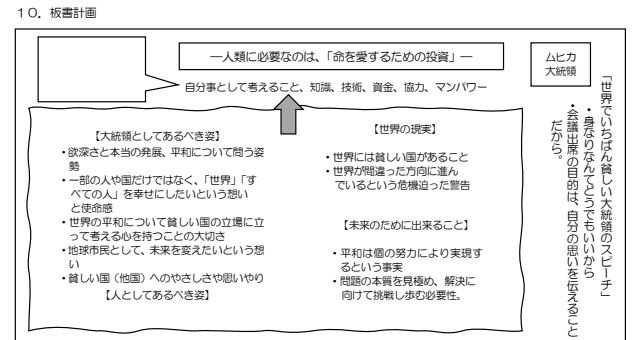 10．板書計画
―人類に必要なのは、「命を愛するための投資」―
自分事として考えること、知識、技術、資金、協力、マンパワー
ムヒカ
大統領
「世界でいちばん貧しい大統領のスピーチ」
・身なりなんてどうでもいいから
・会議出席の目的は、自分の思いを伝えること
だから。
【大統領としてあるべき姿】
・欲深さと本当の発展、平和について問う姿
勢
・一部の人や国だけではなく、「世界」「す
べての人」を幸せにしたいという想い
と使命感
・世界の平和について貧しい国の立場に立
って考える心を持つことの大切さ
・地球市民として、未来を変えたいという想
い
・貧しい国（他国）へのやさしさや思いやり
【人としてあるべき姿】
【世界の現実】
・世界には貧しい国があること
・世界が間違った方向に進ん
でいるという危機迫った警告
【未来のために出来ること】
・平和は個の努力により実現す
るという事実
・問題の本質を見極め、解決に
向けて挑戦し歩む必要性。